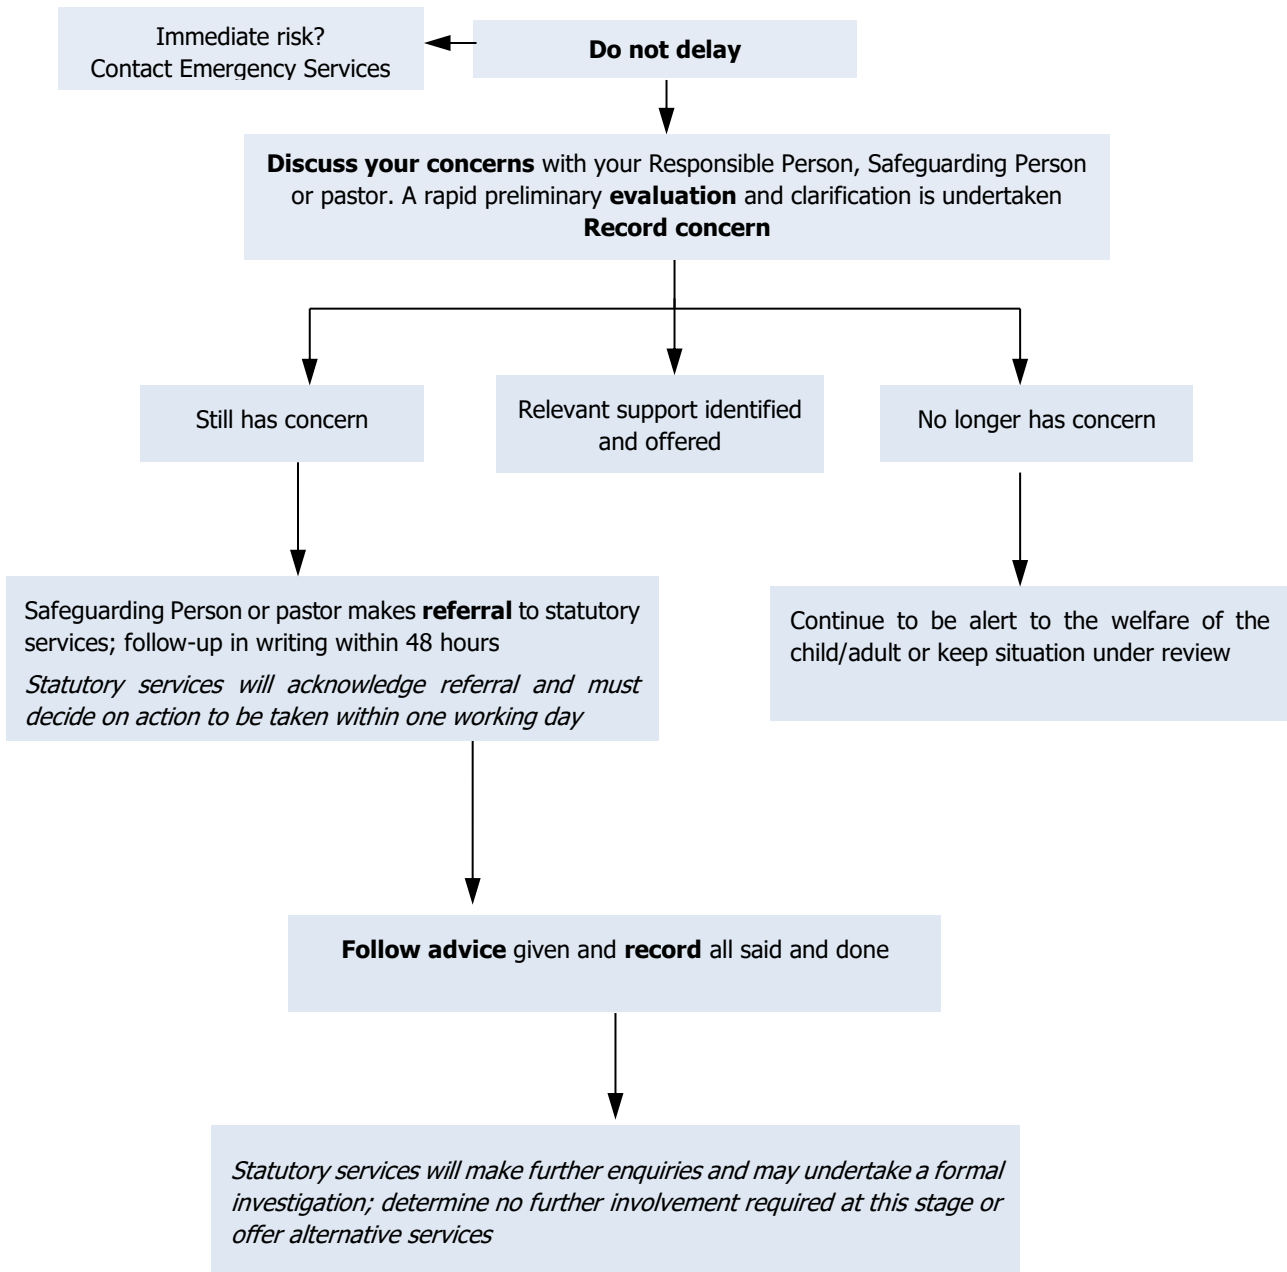 Immediate risk?
Contact Emergency Services
Do not delay
Discuss your concerns with your Responsible Person, Safeguarding Person
or pastor. A rapid preliminary evaluation and clarification is undertaken
Record concern
Still has concern
Relevant support identified
and offered
No longer has concern
Safeguarding Person or pastor makes referral to statutory
services; follow-up in writing within 48 hours
Statutory services will acknowledge referral and must
decide on action to be taken within one working day
Continue to be alert to the welfare of the
child/adult or keep situation under review
Follow advice given and record all said and done
Statutory services will make further enquiries and may undertake a formal
investigation; determine no further involvement required at this stage or
offer alternative services